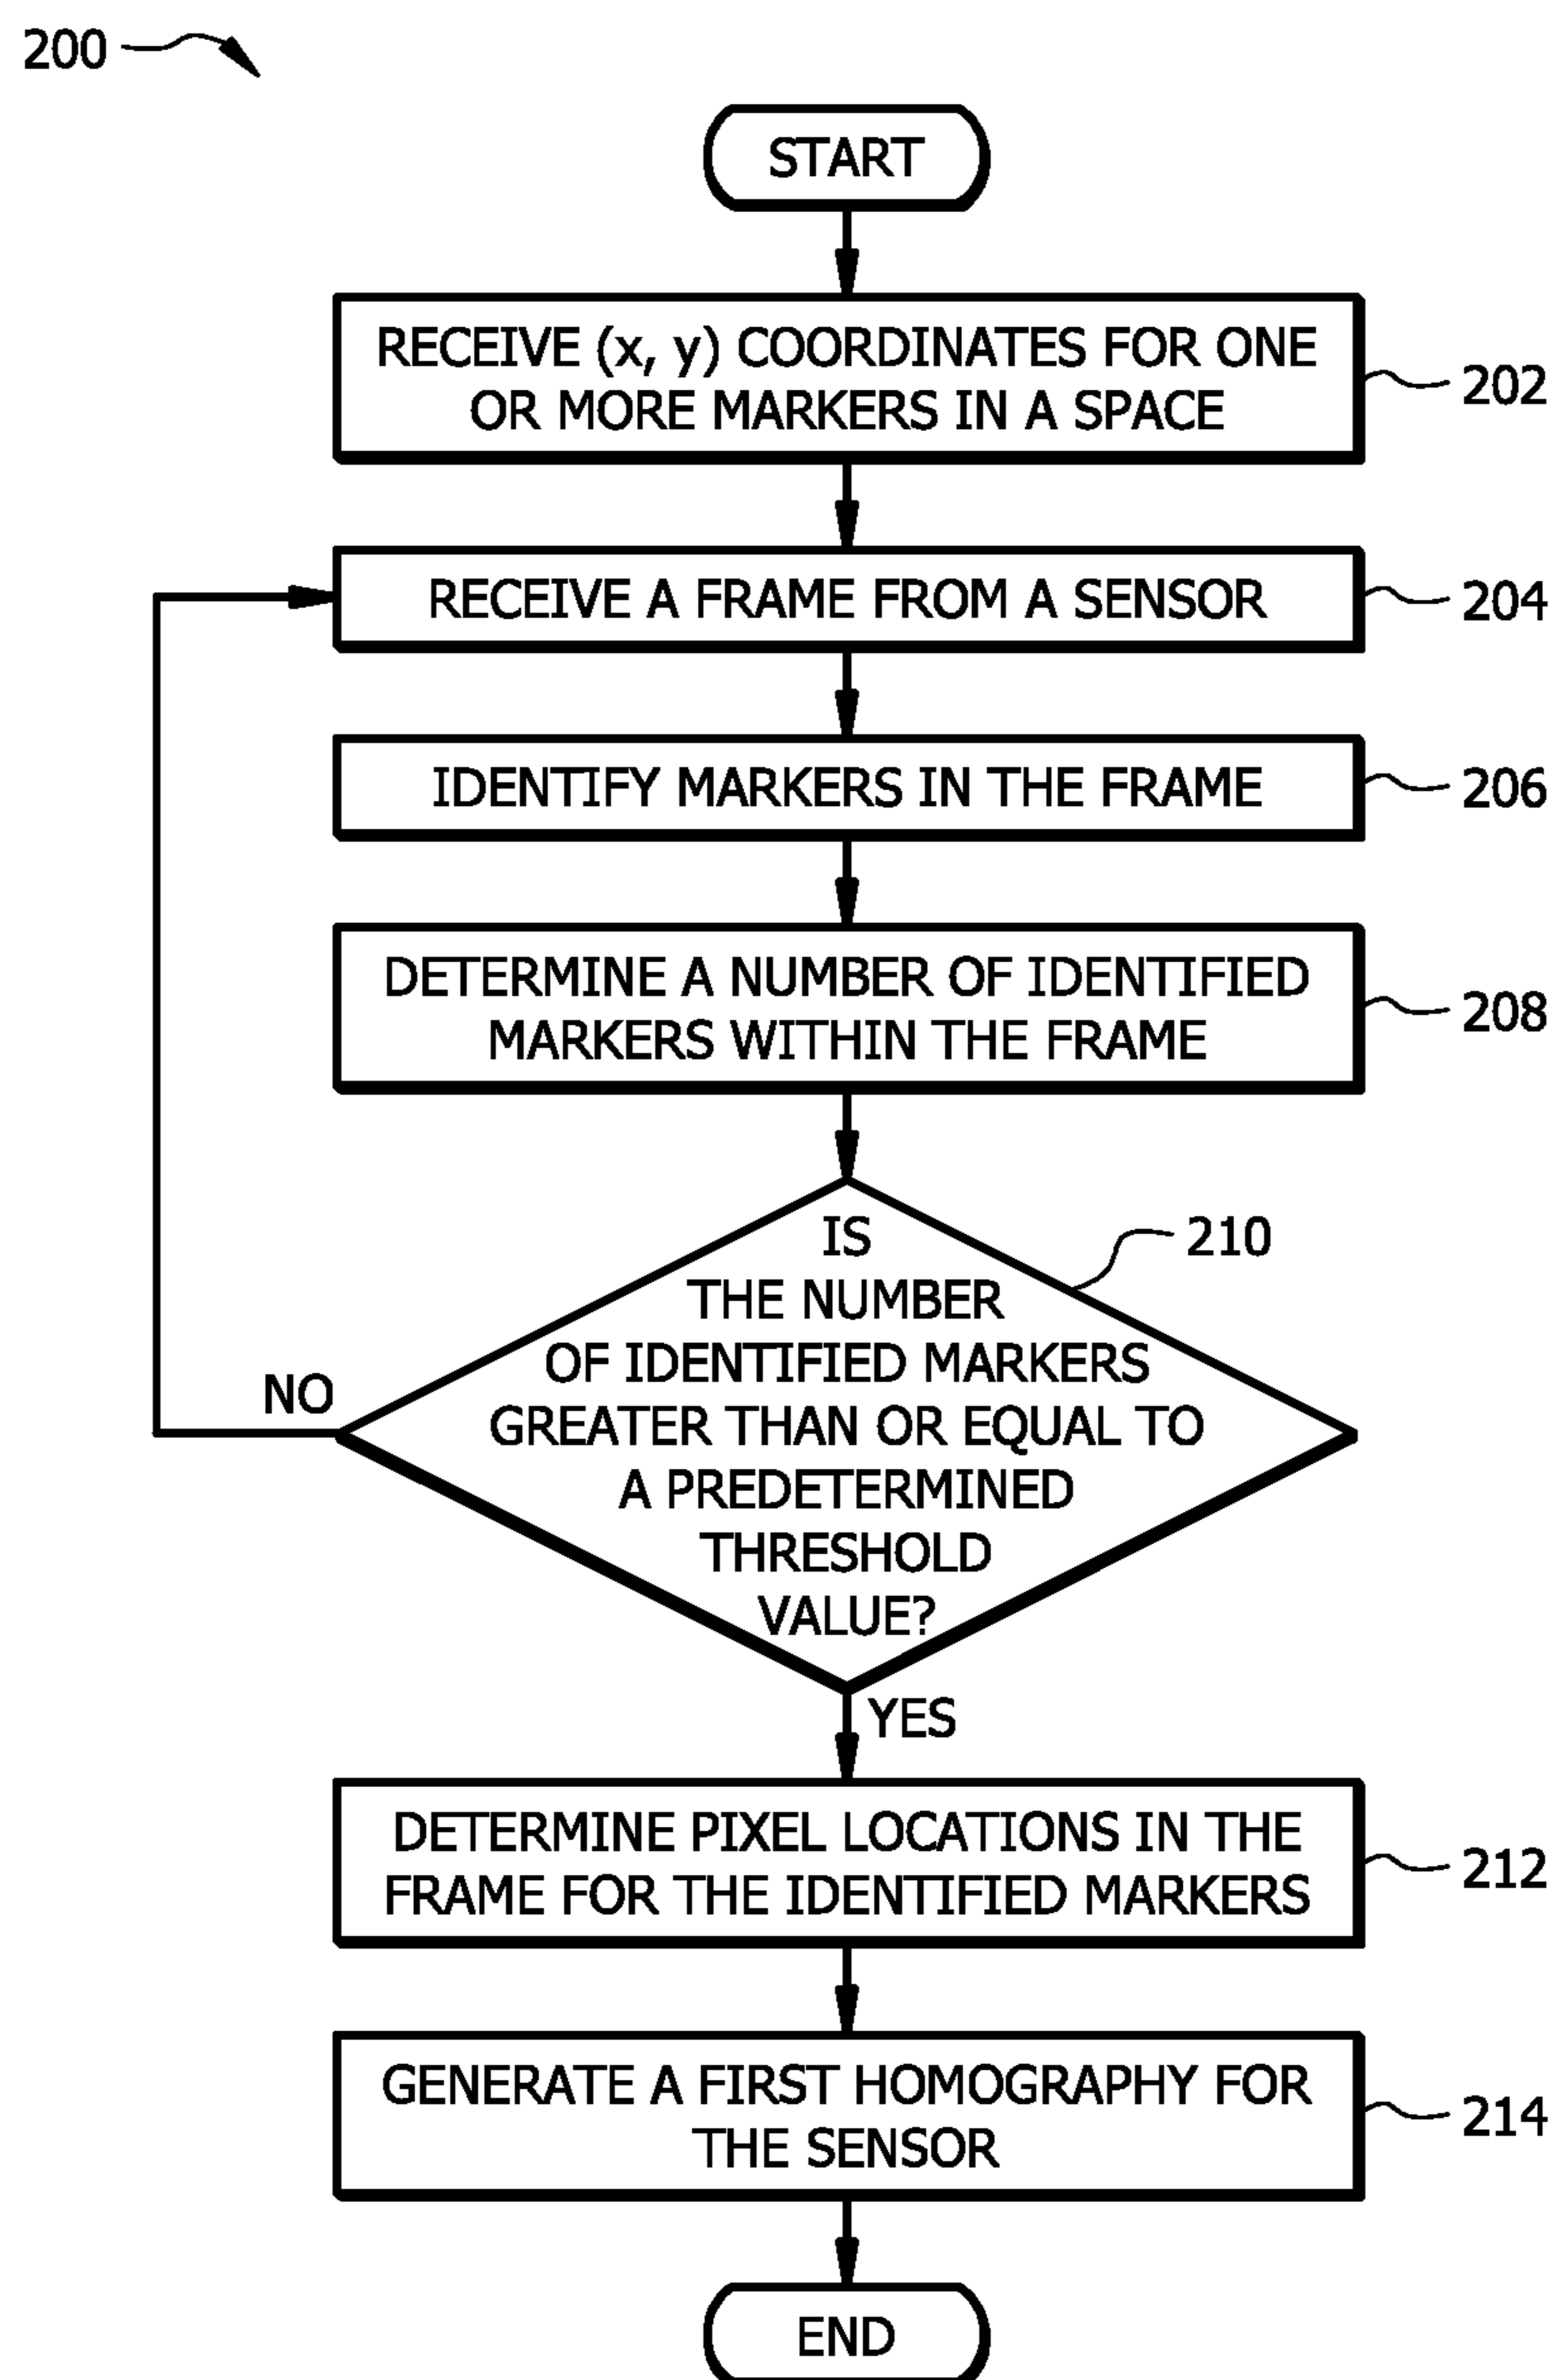 200
START
RECEIVE (x, y) COORDINATES FOR ONE
OR MORE MARKERS IN A SPACE
202
RECEIVE A FRAME FROM A SENSOR
204
IDENTIFY MARKERS IN THE FRAME
206
DETERMINE A NUMBER OF IDENTIFIED
MARKERS WITHIN THE FRAME
208
IS
THE NUMBER
OF IDENTIFIED MARKERS
GREATER THAN OR EQUAL TO
A PREDETERMINED
THRESHOLD
VALUE?
210
NO
YES
DETERMINE PIXEL LOCATIONS IN THE
FRAME FOR THE IDENTIFIED MARKERS
212
GENERATE A FIRST HOMOGRAPHY FOR
THE SENSOR
214
END